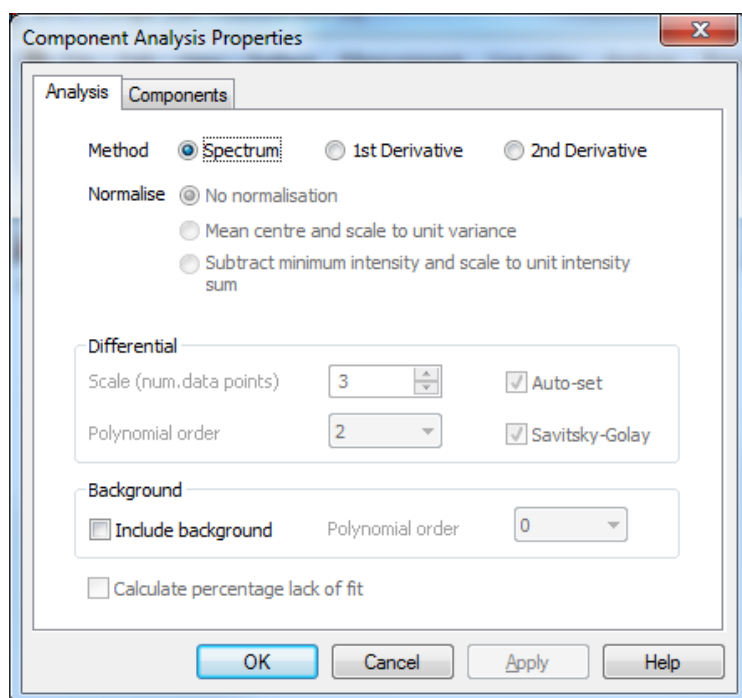 Component Analysis Properties
Analysis Components
Method Spectrum 1st Derivative 2nd Derivative
Normalise No normalisation
Mean centre and scale to unit variance
Subtract minimum intensity and scale to unit intensity
sum
Differential
Scale (num.data points) 3 Auto-set
Polynomial order 2 Savitsky-Golay
Background
Include background Polynomial order 0
Calculate percentage lack of fit
OK Cancel Apply Help